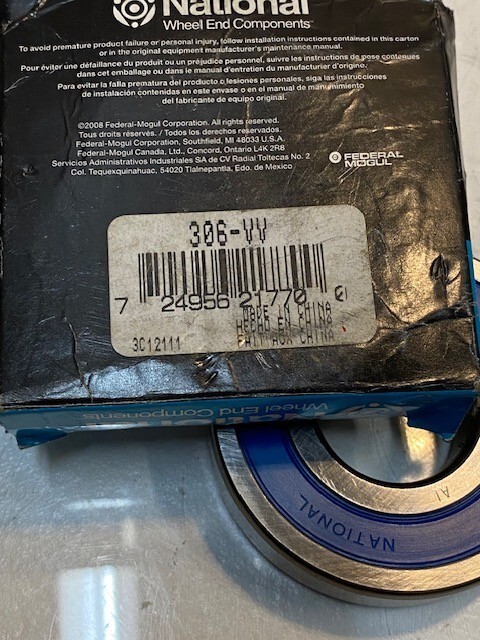 National
Wheel End Components™
To avoid premature product failure or personal injury, follow installation instructions contained in this carton
or in the original equipment manufacturer's maintenance manual.
Pour éviter une défaillance du produit ou un préjudice personnel, suivre les instructions de pose contenues
dans cet emballage ou dans le manuel d'entretien du manufacturier d'origine.
Para evitar la falla prematura del producto o lesiones personales, siga las instrucciones
de instalación contenidas en este envase o en el manual de manunimiento
del fabricante de equipo original.
©2008 Federal-Mogul Corporation. All rights reserved.
Tous droits réservés. / Todos los derechos reservados.
Federal-Mogul Corporation, Southfield, MI 48033 U.S.A.
Federal-Mogul Canada, Ltd., Concord, Ontario L4K 2R8
Servicios Administrativos Industriales SA de CV Radial Toltecas No. 2
Col. Tequexquinahuac, 54020 Tlalnepantla, Edo. de Mexico
FEDERAL
MOGUL
306-VV
7 24956 21770 0
MADE IN CHINA
HECHO EN CHINA
FAIT AUX CHINA
3C12111
Wheel End Components
NATIONAL